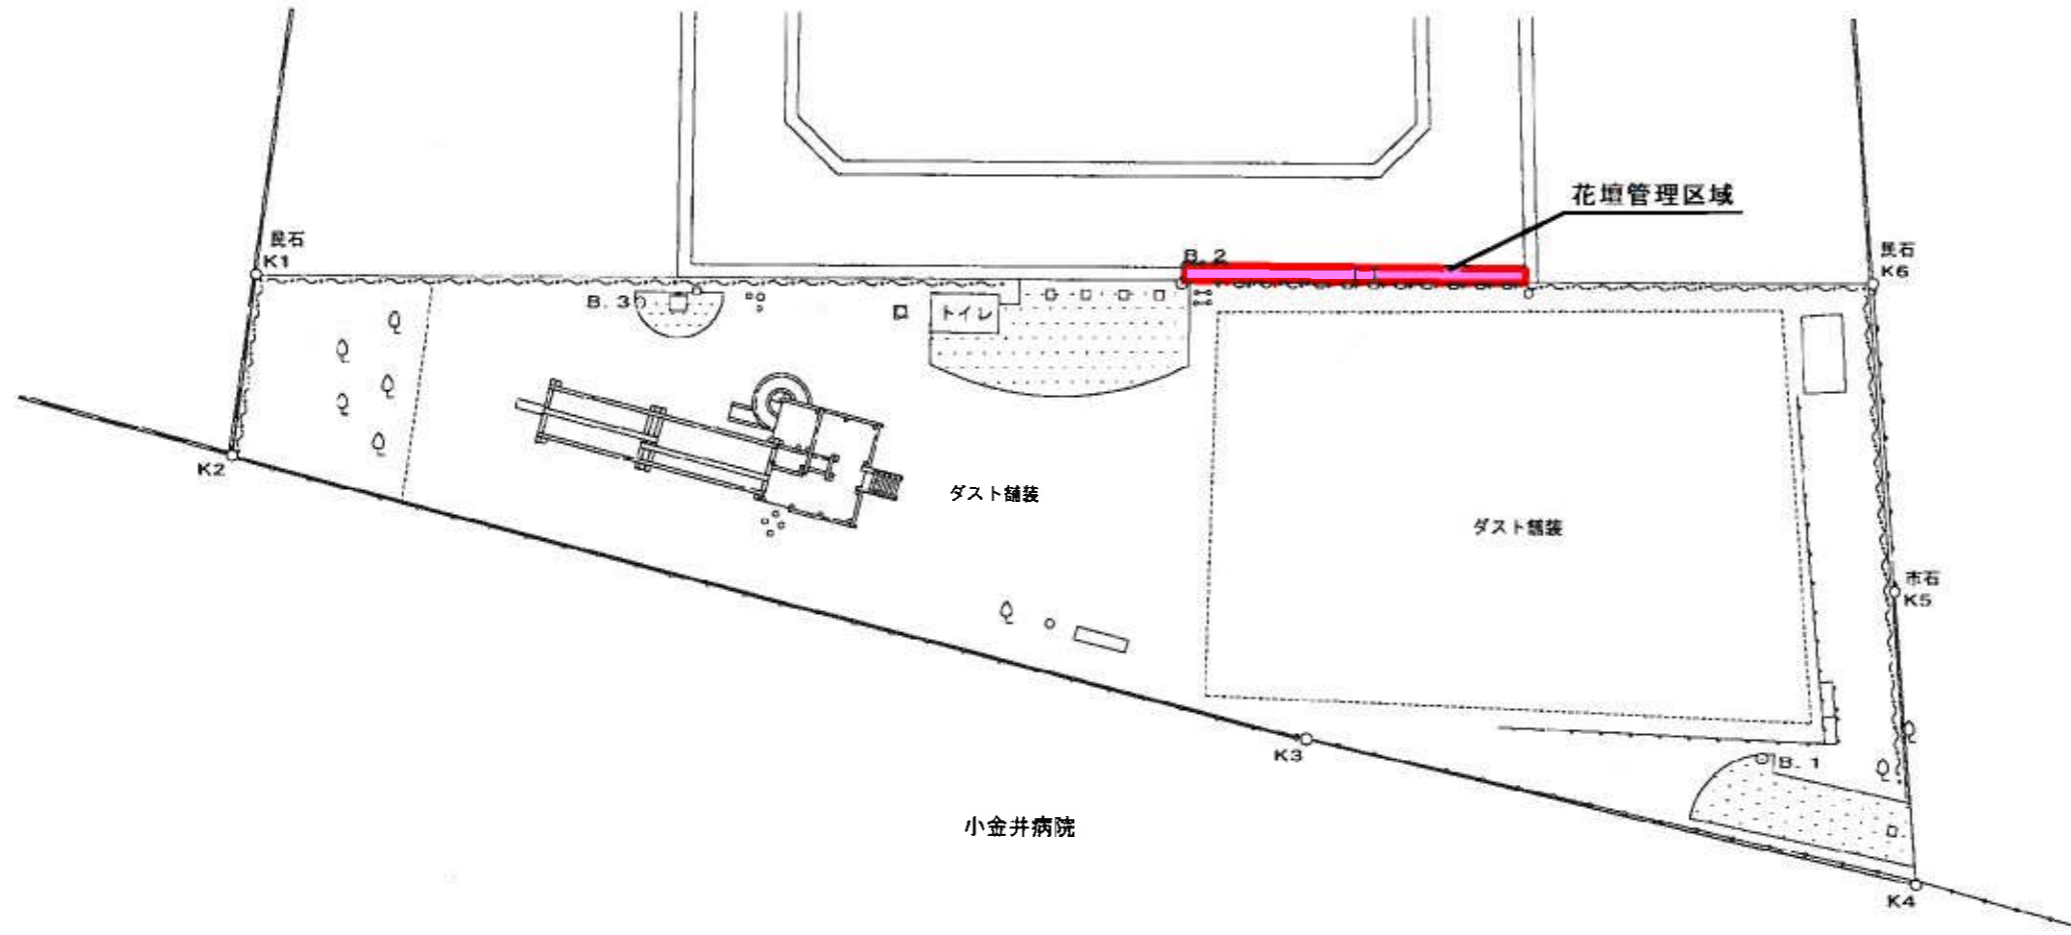 花壇管理区域
民石
K1
B. 2
民石
K6
B. 3
トイレ
K2
ダスト舗装
ダスト舗装
市石
K5
K3
B. 1
小金井病院
K4